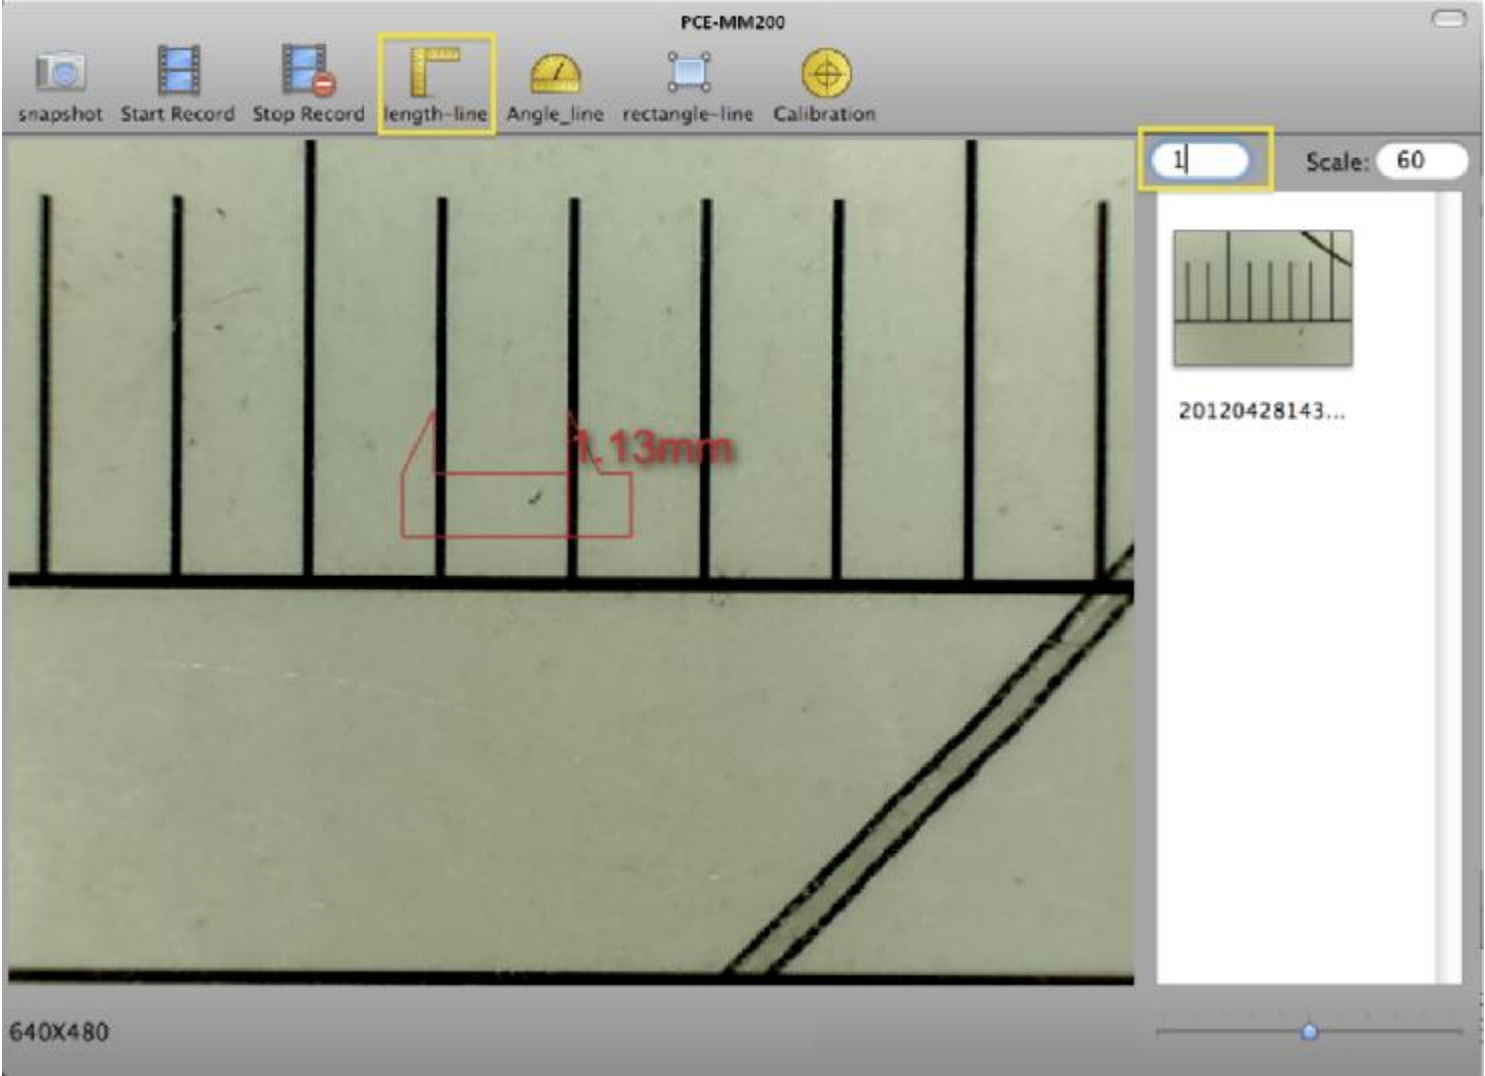 PCE-MM200
snapshot Start Record Stop Record length-line Angle_line rectangle-line Calibration
1 Scale: 60
1.13mm
20120428143...
640X480